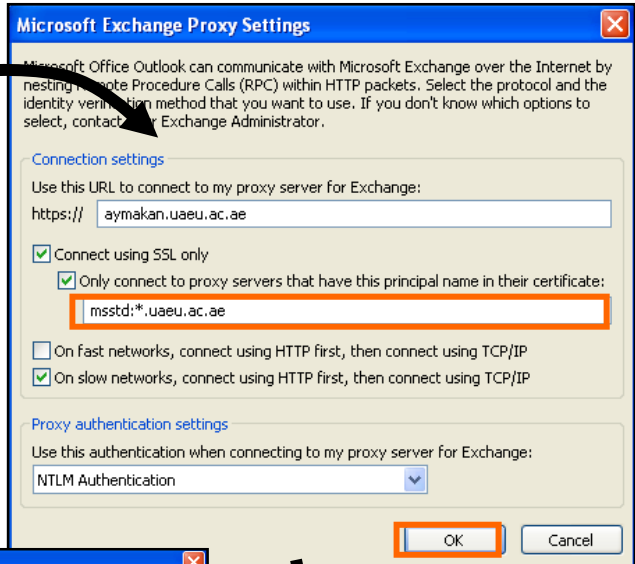 Microsoft Exchange Proxy Settings
Microsoft Office Outlook can communicate with Microsoft Exchange over the Internet by
nesting Remote Procedure Calls (RPC) within HTTP packets. Select the protocol and the
identity verification method that you want to use. If you don't know which options to
select, contact your Exchange Administrator.
Connection settings
Use this URL to connect to my proxy server for Exchange:
https:// aymakan.uaeu.ac.ae
Connect using SSL only
Only connect to proxy servers that have this principal name in their certificate:
msstd:*.uaeu.ac.ae
On fast networks, connect using HTTP first, then connect using TCP/IP
On slow networks, connect using HTTP first, then connect using TCP/IP
Proxy authentication settings
Use this authentication when connecting to my proxy server for Exchange:
NTLM Authentication
OK Cancel